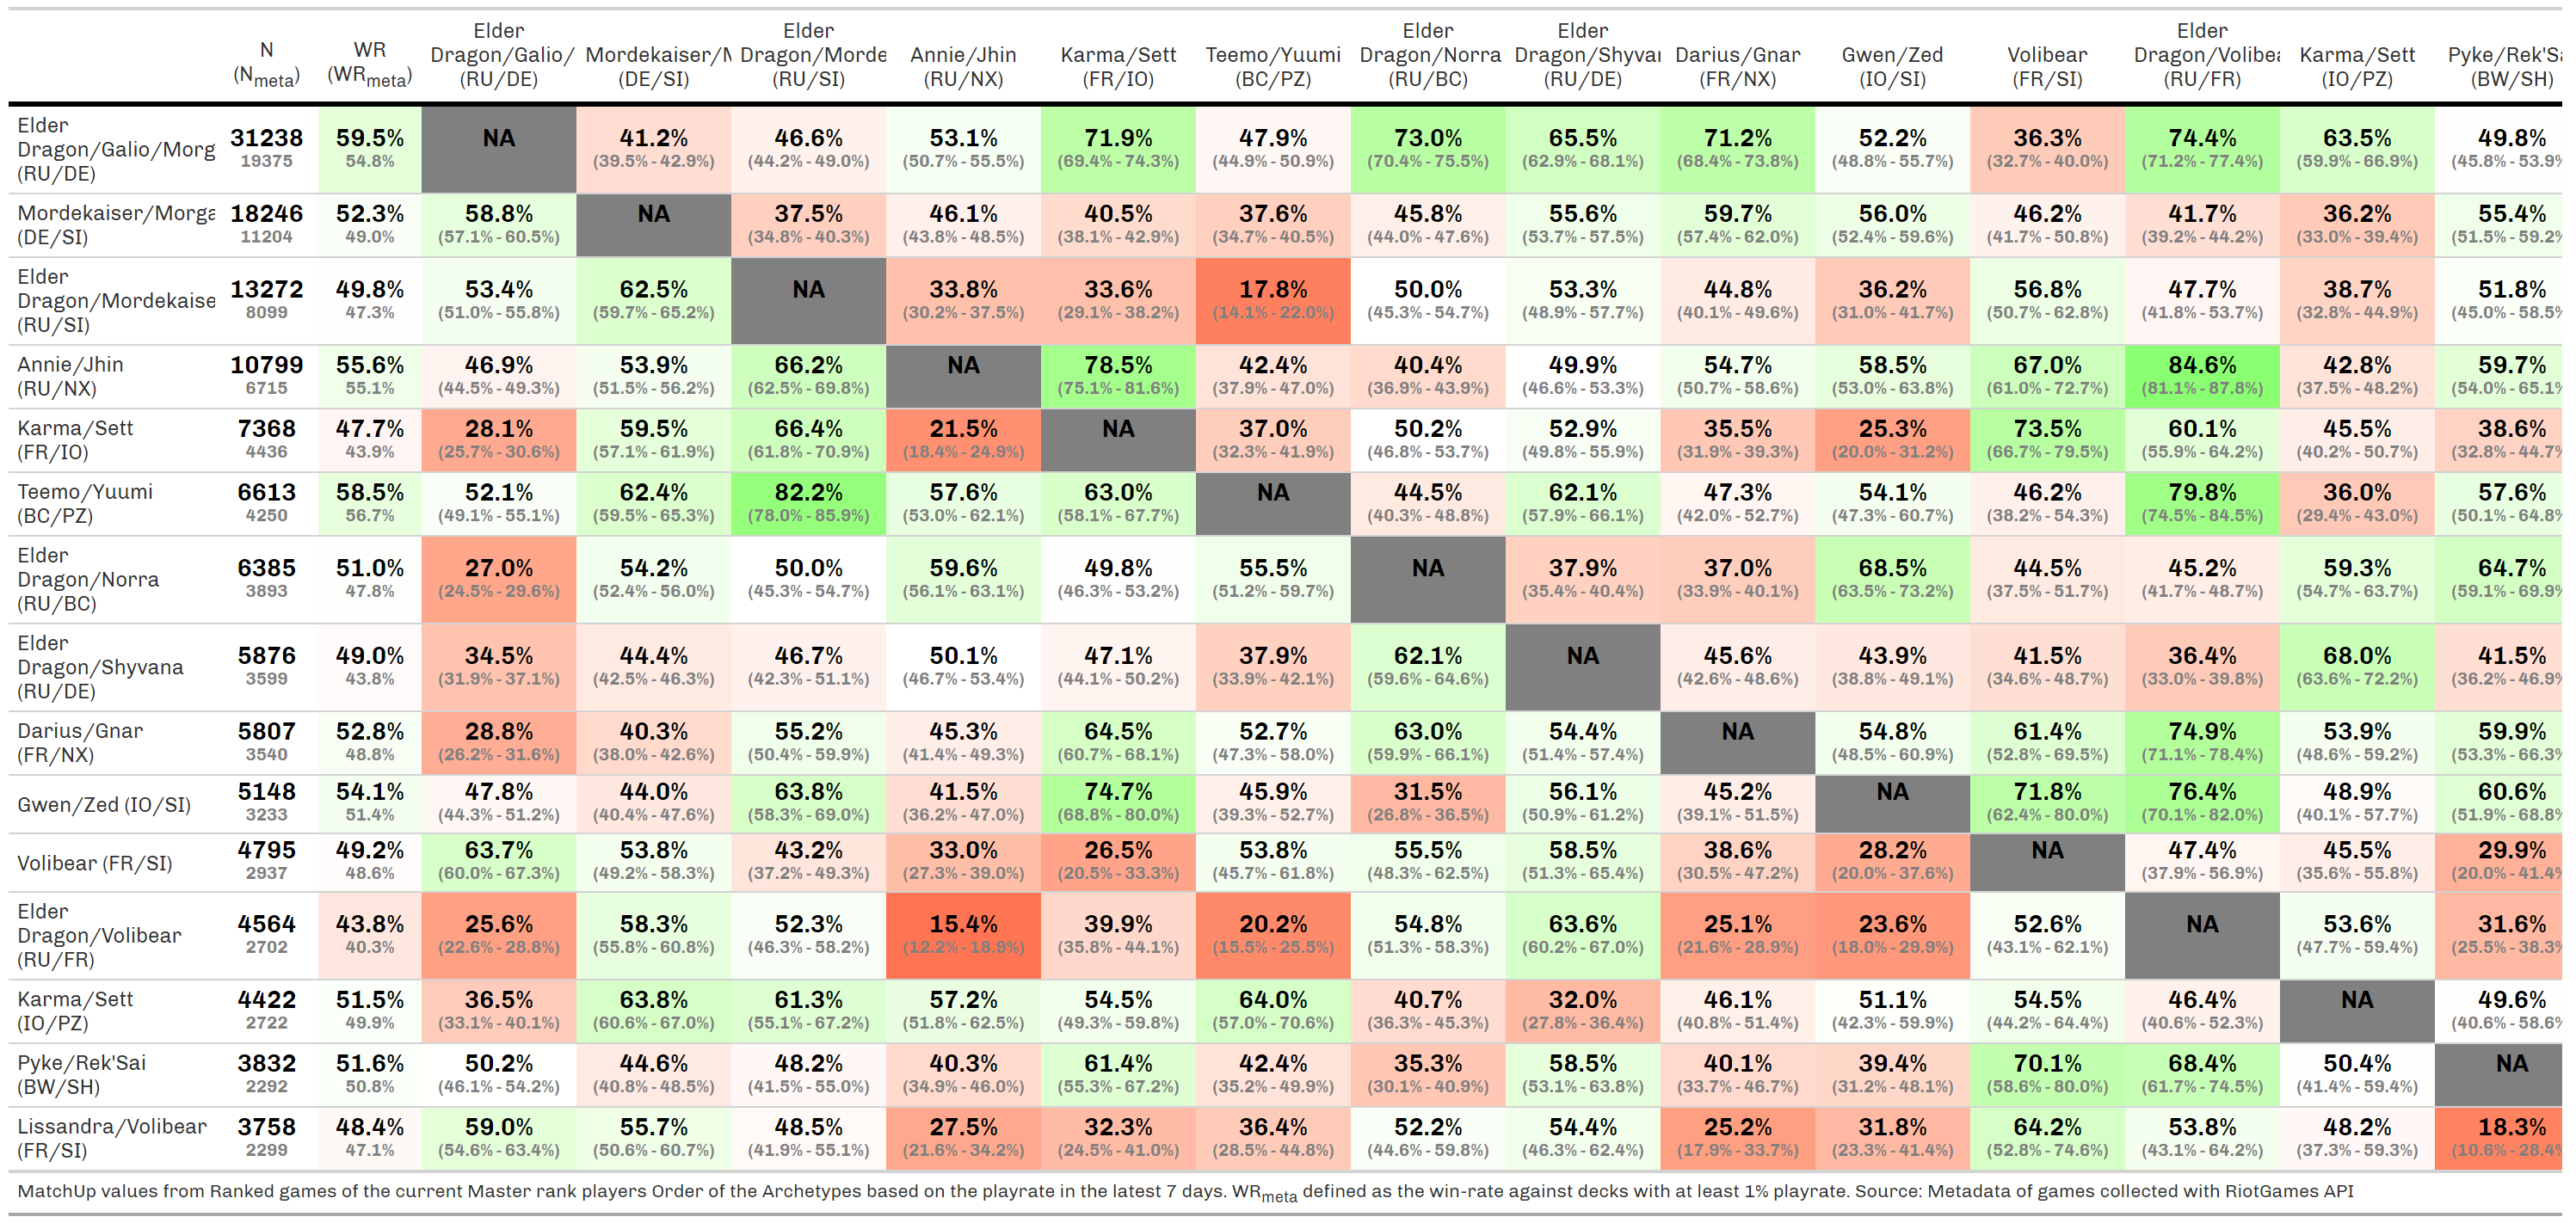 N
(Nmeta)
WR
(WRmeta)
Elder
Dragon/Galio/
(RU/DE)
Mordekaiser/M
(DE/SI)
Elder
Dragon/Morde
(RU/SI)
Annie/Jhin
(RU/NX)
Karma/Sett
(FR/IO)
Teemo/Yuumi
(BC/PZ)
Elder
Dragon/Norra
(RU/BC)
Elder
Dragon/Shyvar
(RU/DE)
Darius/Gnar
(FR/NX)
Gwen/Zed
(IO/SI)
Volibear
(FR/SI)
Elder
Dragon/Volibea
(RU/FR)
Karma/Sett
(IO/PZ)
Pyke/Rek'Sa
(BW/SH)
Elder
Dragon/Galio/Morg
(RU/DE)
31238 59.5% NA 41.2% 46.6% 53.1% 71.9% 47.9% 73.0% 65.5% 71.2% 52.2% 36.3% 74.4% 63.5% 49.8%
19375 54.8% (39.5% - 42.9%) (44.2% - 49.0%) (50.7% - 55.5%) (69.4% - 74.3%) (44.9% - 50.9%) (70.4% - 75.5%) (62.9% - 68.1%) (68.4% - 73.8%) (48.8% - 55.7%) (32.7% - 40.0%) (71.2% - 77.4%) (59.9% - 66.9%) (45.8% - 53.9%
Mordekaiser/Morga
(DE/SI)
18246 52.3% 58.8% NA 37.5% 46.1% 40.5% 37.6% 45.8% 55.6% 59.7% 56.0% 46.2% 41.7% 36.2% 55.4%
11204 49.0% (57.1% - 60.5%) (34.8% - 40.3%) (43.8% - 48.5%) (38.1% - 42.9%) (34.7% - 40.5%) (44.0% - 47.6%) (53.7% - 57.5%) (57.4% - 62.0%) (52.4% - 59.6%) (41.7% - 50.8%) (39.2% - 44.2%) (33.0% - 39.4%) (51.5% - 59.2%
Elder
Dragon/Mordekaise
(RU/SI)
13272 49.8% 53.4% 62.5% NA 33.8% 33.6% 17.8% 50.0% 53.3% 44.8% 36.2% 56.8% 47.7% 38.7% 51.8%
8099 47.3% (51.0% - 55.8%) (59.7% - 65.2%) (30.2% - 37.5%) (29.1% - 38.2%) (14.1% - 22.0%) (45.3% - 54.7%) (48.9% - 57.7%) (40.1% - 49.6%) (31.0% - 41.7%) (50.7% - 62.8%) (41.8% - 53.7%) (32.8% - 44.9%) (45.0% - 58.5%
Annie/Jhin
(RU/NX)
10799 55.6% 46.9% 53.9% 66.2% NA 78.5% 42.4% 40.4% 49.9% 54.7% 58.5% 67.0% 84.6% 42.8% 59.7%
6715 55.1% (44.5% - 49.3%) (51.5% - 56.2%) (62.5% - 69.8%) (75.1% - 81.6%) (37.9% - 47.0%) (36.9% - 43.9%) (46.6% - 53.3%) (50.7% - 58.6%) (53.0% - 63.8%) (61.0% - 72.7%) (81.1% - 87.8%) (37.5% - 48.2%) (54.0% - 65.1%
Karma/Sett
(FR/IO)
7368 47.7% 28.1% 59.5% 66.4% 21.5% NA 37.0% 50.2% 52.9% 35.5% 25.3% 73.5% 60.1% 45.5% 38.6%
4436 43.9% (25.7% - 30.6%) (57.1% - 61.9%) (61.8% - 70.9%) (18.4% - 24.9%) (32.3% - 41.9%) (46.8% - 53.7%) (49.8% - 55.9%) (31.9% - 39.3%) (20.0% - 31.2%) (66.7% - 79.5%) (55.9% - 64.2%) (40.2% - 50.7%) (32.8% - 44.7%
Teemo/Yuumi
(BC/PZ)
6613 58.5% 52.1% 62.4% 82.2% 57.6% 63.0% NA 44.5% 62.1% 47.3% 54.1% 46.2% 79.8% 36.0% 57.6%
4250 56.7% (49.1% - 55.1%) (59.5% - 65.3%) (78.0% - 85.9%) (53.0% - 62.1%) (58.1% - 67.7%) (40.3% - 48.8%) (57.9% - 66.1%) (42.0% - 52.7%) (47.3% - 60.7%) (38.2% - 54.3%) (74.5% - 84.5%) (29.4% - 43.0%) (50.1% - 64.8%
Elder
Dragon/Norra
(RU/BC)
6385 51.0% 27.0% 54.2% 50.0% 59.6% 49.8% 55.5% NA 37.9% 37.0% 68.5% 44.5% 45.2% 59.3% 64.7%
3893 47.8% (24.5% - 29.6%) (52.4% - 56.0%) (45.3% - 54.7%) (56.1% - 63.1%) (46.3% - 53.2%) (51.2% - 59.7%) (35.4% - 40.4%) (33.9% - 40.1%) (63.5% - 73.2%) (37.5% - 51.7%) (41.7% - 48.7%) (54.7% - 63.7%) (59.1% - 69.9%
Elder
Dragon/Shyvana
(RU/DE)
5876 49.0% 34.5% 44.4% 46.7% 50.1% 47.1% 37.9% 62.1% NA 45.6% 43.9% 41.5% 36.4% 68.0% 41.5%
3599 43.8% (31.9% - 37.1%) (42.5% - 46.3%) (42.3% - 51.1%) (46.7% - 53.4%) (44.1% - 50.2%) (33.9% - 42.1%) (59.6% - 64.6%) (42.6% - 48.6%) (38.8% - 49.1%) (34.6% - 48.7%) (33.0% - 39.8%) (63.6% - 72.2%) (36.2% - 46.9%
Darius/Gnar
(FR/NX)
5807 52.8% 28.8% 40.3% 55.2% 45.3% 64.5% 52.7% 63.0% 54.4% NA 54.8% 61.4% 74.9% 53.9% 59.9%
3540 48.8% (26.2% - 31.6%) (38.0% - 42.6%) (50.4% - 59.9%) (41.4% - 49.3%) (60.7% - 68.1%) (47.3% - 58.0%) (59.9% - 66.1%) (51.4% - 57.4%) (48.5% - 60.9%) (52.8% - 69.5%) (71.1% - 78.4%) (48.6% - 59.2%) (53.3% - 66.3%
Gwen/Zed (IO/SI)
5148 54.1% 47.8% 44.0% 63.8% 41.5% 74.7% 45.9% 31.5% 56.1% 45.2% NA 71.8% 76.4% 48.9% 60.6%
3233 51.4% (44.3% - 51.2%) (40.4% - 47.6%) (58.3% - 69.0%) (36.2% - 47.0%) (68.8% - 80.0%) (39.3% - 52.7%) (26.8% - 36.5%) (50.9% - 61.2%) (39.1% - 51.5%) (62.4% - 80.0%) (70.1% - 82.0%) (40.1% - 57.7%) (51.9% - 68.8%
Volibear (FR/SI)
4795 49.2% 63.7% 53.8% 43.2% 33.0% 26.5% 53.8% 55.5% 58.5% 38.6% 28.2% NA 47.4% 45.5% 29.9%
2937 48.6% (60.0% - 67.3%) (49.2% - 58.3%) (37.2% - 49.3%) (27.3% - 39.0%) (20.5% - 33.3%) (45.7% - 61.8%) (48.3% - 62.5%) (51.3% - 65.4%) (30.5% - 47.2%) (20.0% - 37.6%) (37.9% - 56.9%) (35.6% - 55.8%) (20.0% - 41.4%
Elder
Dragon/Volibear
(RU/FR)
4564 43.8% 25.6% 58.3% 52.3% 15.4% 39.9% 20.2% 54.8% 63.6% 25.1% 23.6% 52.6% NA 53.6% 31.6%
2702 40.3% (22.6% - 28.8%) (55.8% - 60.8%) (46.3% - 58.2%) (12.2% - 18.9%) (35.8% - 44.1%) (15.5% - 25.5%) (51.3% - 58.3%) (60.2% - 67.0%) (21.6% - 28.9%) (18.0% - 29.9%) (43.1% - 62.1%) (47.7% - 59.4%) (25.5% - 38.3%
Karma/Sett
(IO/PZ)
4422 51.5% 36.5% 63.8% 61.3% 57.2% 54.5% 64.0% 40.7% 32.0% 46.1% 51.1% 54.5% 46.4% NA 49.6%
2722 49.9% (33.1% - 40.1%) (60.6% - 67.0%) (55.1% - 67.2%) (51.8% - 62.5%) (49.3% - 59.8%) (57.0% - 70.6%) (36.3% - 45.3%) (27.8% - 36.4%) (40.8% - 51.4%) (42.3% - 59.9%) (44.2% - 64.4%) (40.6% - 52.3%) (40.6% - 58.6%
Pyke/Rek'Sai
(BW/SH)
3832 51.6% 50.2% 44.6% 48.2% 40.3% 61.4% 42.4% 35.3% 58.5% 40.1% 39.4% 70.1% 68.4% 50.4% NA
2292 50.8% (46.1% - 54.2%) (40.8% - 48.5%) (41.5% - 55.0%) (34.9% - 46.0%) (55.3% - 67.2%) (35.2% - 49.9%) (30.1% - 40.9%) (53.1% - 63.8%) (33.7% - 46.7%) (31.2% - 48.1%) (58.6% - 80.0%) (61.7% - 74.5%) (41.4% - 59.4%)
Lissandra/Volibear
(FR/SI)
3758 48.4% 59.0% 55.7% 48.5% 27.5% 32.3% 36.4% 52.2% 54.4% 25.2% 31.8% 64.2% 53.8% 48.2% 18.3%
2299 47.1% (54.6% - 63.4%) (50.6% - 60.7%) (41.9% - 55.1%) (21.6% - 34.2%) (24.5% - 41.0%) (28.5% - 44.8%) (44.6% - 59.8%) (46.3% - 62.4%) (17.9% - 33.7%) (23.3% - 41.4%) (52.8% - 74.6%) (43.1% - 64.2%) (37.3% - 59.3%) (10.6% - 28.4%
MatchUp values from Ranked games of the current Master rank players Order of the Archetypes based on the playrate in the latest 7 days. WRmeta defined as the win-rate against decks with at least 1% playrate. Source: Metadata of games collected with RiotGames API